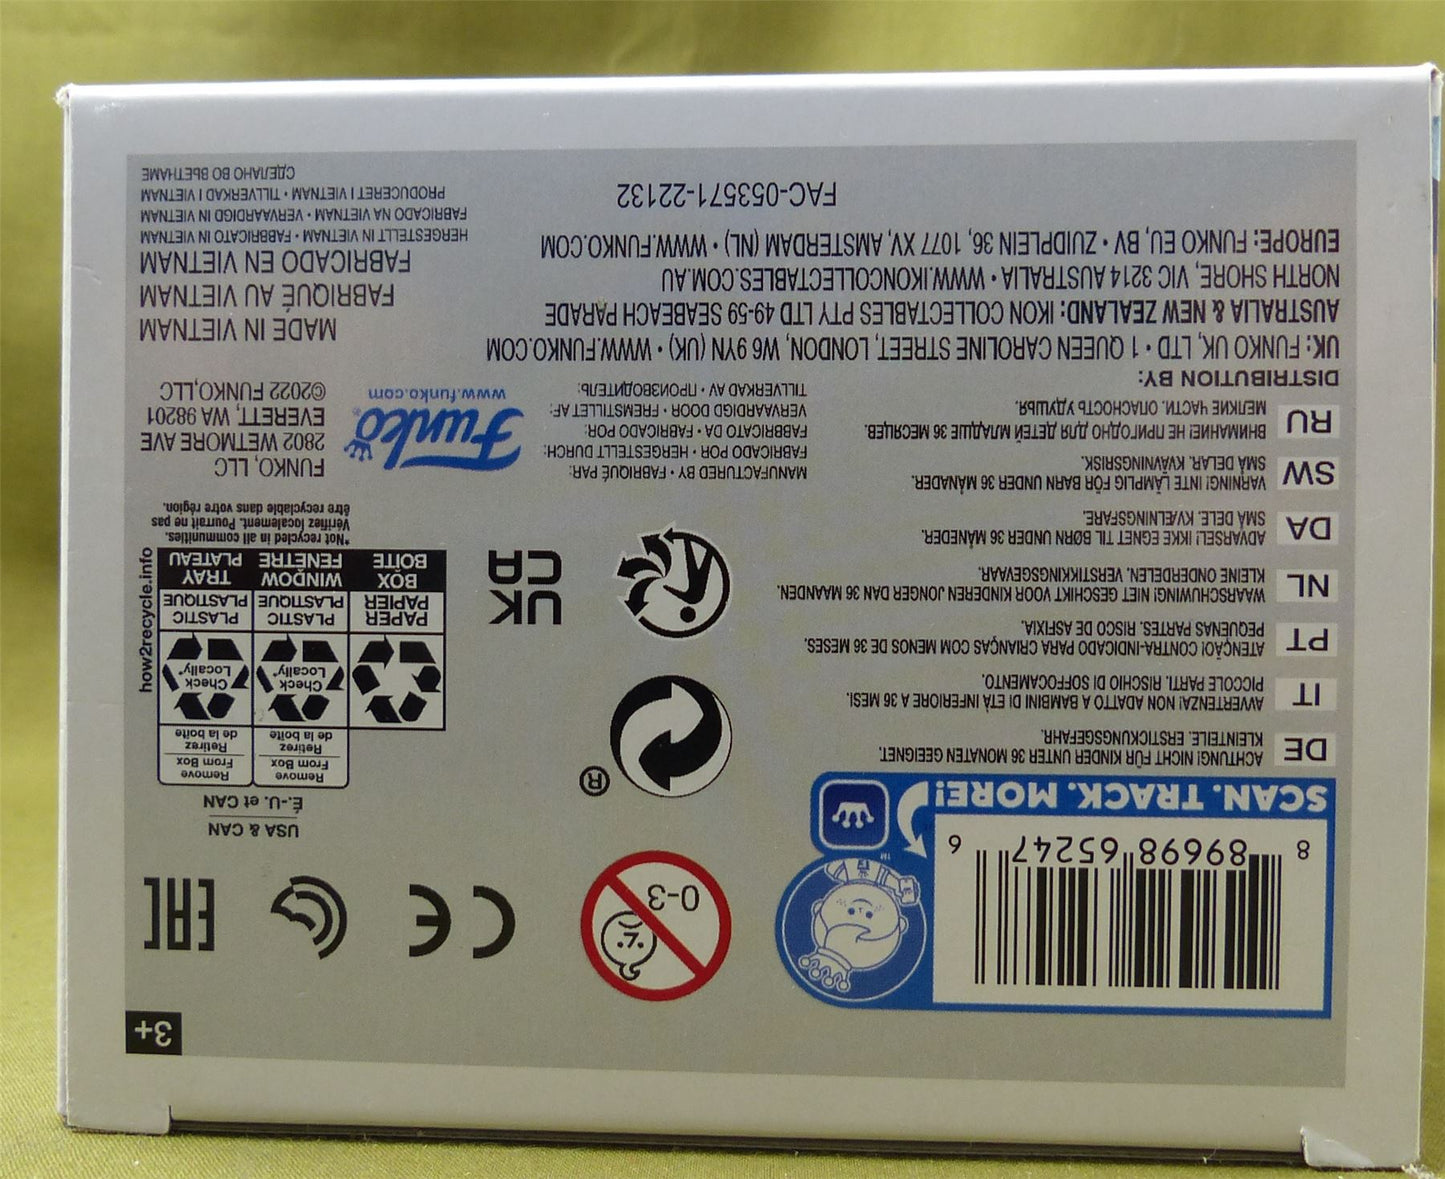 3+
SCAN. TRACK. MORE!
8 89698 65247 6
™
0-3
CE
EAC
USA & CAN
É.-U. et CAN
Remove
From Box
Retirez
de la boîte
Remove
From Box
Retirez
de la boîte
Check
Locally*
Check
Locally*
PAPER
PAPIER
BOX
BOÎTE
PLASTIC
PLASTIQUE
WINDOW
FENÊTRE
PLASTIC
PLASTIQUE
TRAY
PLATEAU
how2recycle.info
*Not recycled in all communities.
Vérifiez localement. Pourrait ne pas
être recyclable dans votre région.
®
UK
CA
DE
ACHTUNG! NICHT FÜR KINDER UNTER 36 MONATEN GEEIGNET.
KLEINTEILE. ERSTICKUNGSGEFAHR.
IT
AVVERTENZA! NON ADATTO A BAMBINI DI ETÀ INFERIORE A 36 MESI.
PICCOLE PARTI. RISCHIO DI SOFFOCAMENTO.
PT
ATENÇÃO! CONTRA-INDICADO PARA CRIANÇAS COM MENOS DE 36 MESES.
PEQUENAS PARTES. RISCO DE ASFIXIA.
NL
WAARSCHUWING! NIET GESCHIKT VOOR KINDEREN JONGER DAN 36 MAANDEN.
KLEINE ONDERDELEN. VERSTIKKINGSGEVAAR.
DA
ADVARSEL! IKKE EGNET TIL BØRN UNDER 36 MÅNEDER.
SMÅ DELE. KVÆLNINGSFARE.
SW
VARNING! INTE LÄMPLIG FÖR BARN UNDER 36 MÅNADER.
SMÅ DELAR. KVÄVNINGSRISK.
RU
ВНИМАНИЕ! НЕ ПРИГОДНО ДЛЯ ДЕТЕЙ МЛАДШЕ 36 МЕСЯЦЕВ.
МЕЛКИЕ ЧАСТИ. ОПАСНОСТЬ УДУШЬЯ.
MANUFACTURED BY • FABRIQUÉ PAR:
FABRICADO POR • HERGESTELLT DURCH:
FABBRICATO DA • FABRICADO POR:
VERVAARDIGD DOOR • FREMSTILLET AF:
TILLVERKAD AV • ПРОИЗВОДИТЕЛЬ:
Funko®
www.funko.com
FUNKO, LLC
2802 WETMORE AVE
EVERETT, WA 98201
©2022 FUNKO,LLC
DISTRIBUTION BY:
UK: FUNKO UK, LTD • 1 QUEEN CAROLINE STREET, LONDON, W6 9YN (UK) • WWW.FUNKO.COM
AUSTRALIA & NEW ZEALAND: IKON COLLECTABLES PTY LTD 49-59 SEABEACH PARADE
NORTH SHORE, VIC 3214 AUSTRALIA • WWW.IKONCOLLECTABLES.COM.AU
EUROPE: FUNKO EU, BV • ZUIDPLEIN 36, 1077 XV, AMSTERDAM (NL) • WWW.FUNKO.COM
FAC-053571-22132
MADE IN VIETNAM
FABRIQUÉ AU VIETNAM
FABRICADO EN VIETNAM
HERGESTELLT IN VIETNAM • FABBRICATO IN VIETNAM
FABRICADO NA VIETNAM • VERVAARDIGD IN VIETNAM
PRODUCERET I VIETNAM • TILLVERKAD I VIETNAM
СДЕЛАНО ВО ВЬЕТНАМЕ